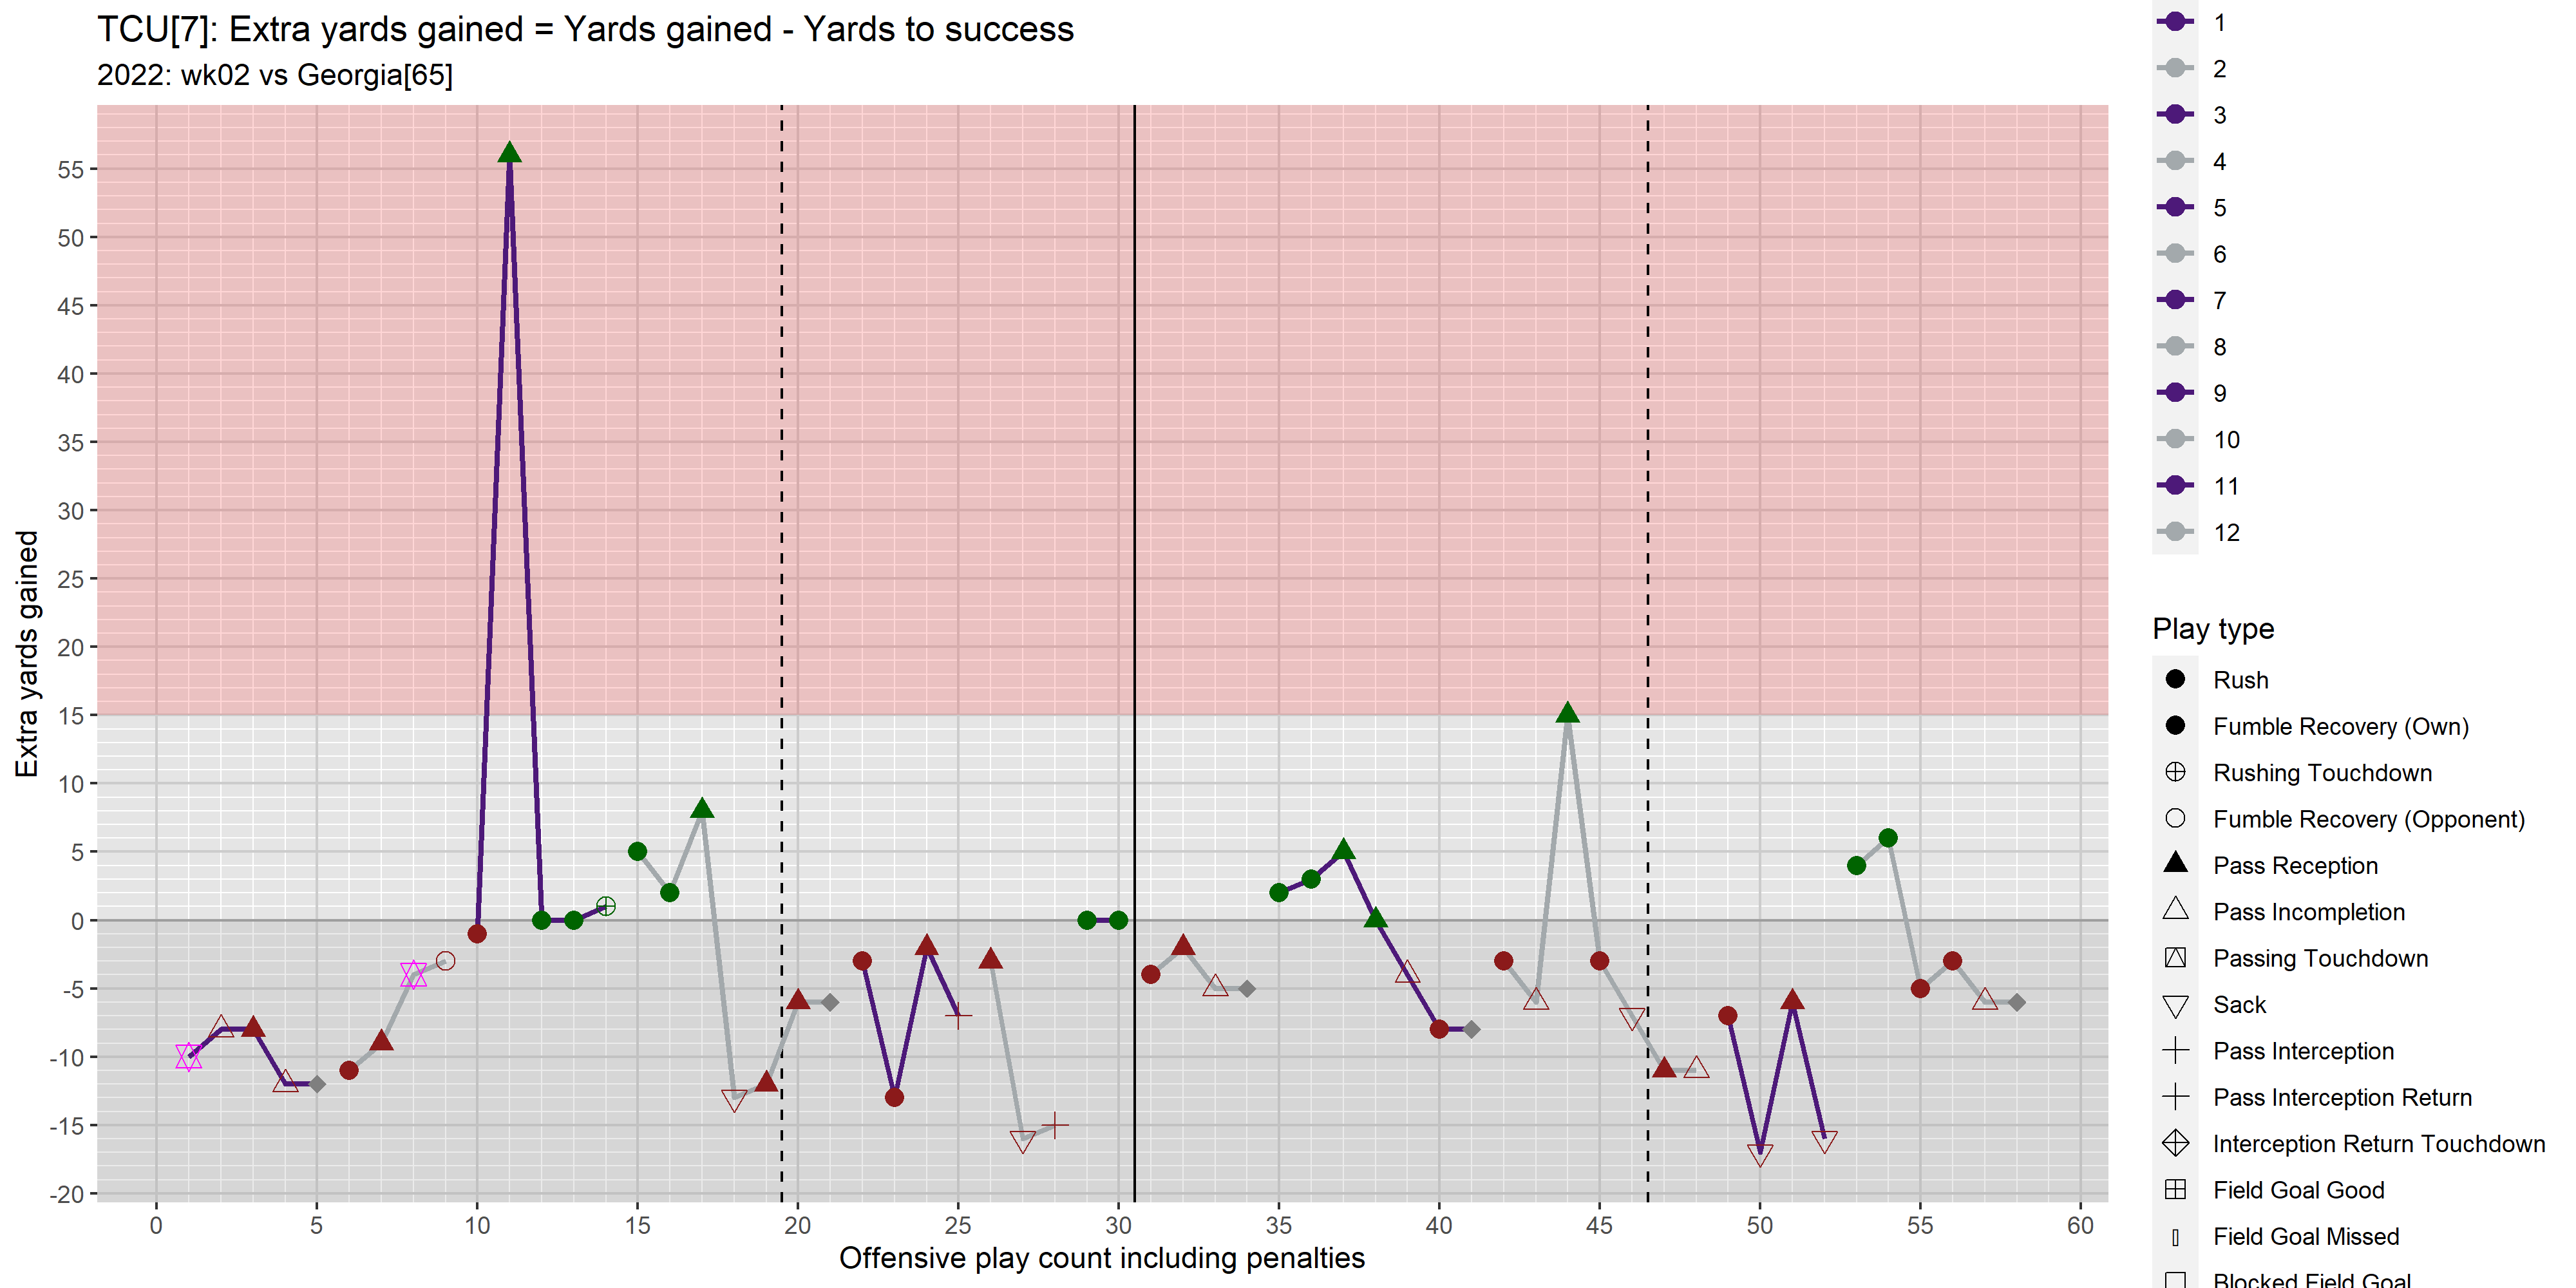 TCU[7]: Extra yards gained = Yards gained - Yards to success
2022: wk02 vs Georgia[65]
Extra yards gained
55
50
45
40
35
30
25
20
15
10
5
0
-5
-10
-15
-20
0 5 10 15 20 25 30 35 40 45 50 55 60
Offensive play count including penalties
1
2
3
4
5
6
7
8
9
10
11
12
Play type
Rush
Fumble Recovery (Own)
Rushing Touchdown
Fumble Recovery (Opponent)
Pass Reception
Pass Incompletion
Passing Touchdown
Sack
Pass Interception
Pass Interception Return
Interception Return Touchdown
Field Goal Good
Field Goal Missed
Blocked Field Goal